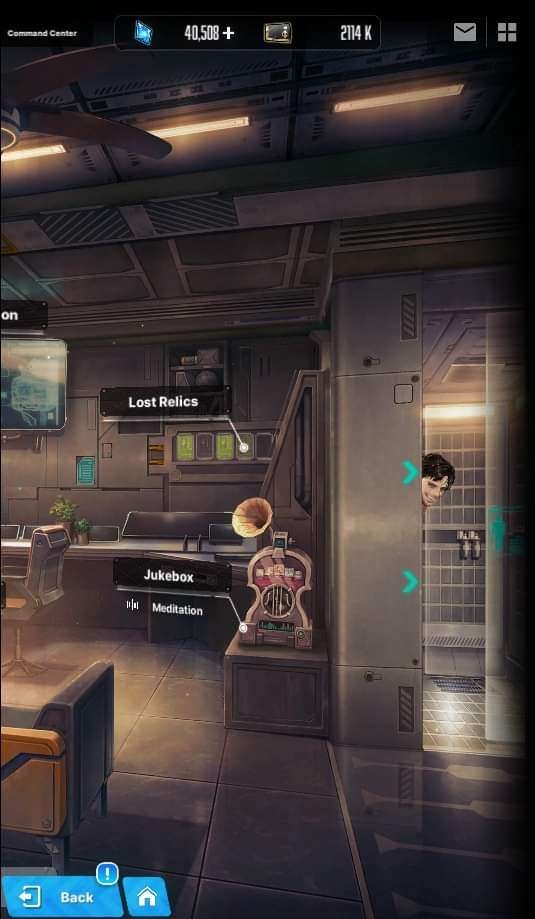 Command Center
40,508 +
2114 K
on
Lost Relics
Jukebox
Meditation
!
Back